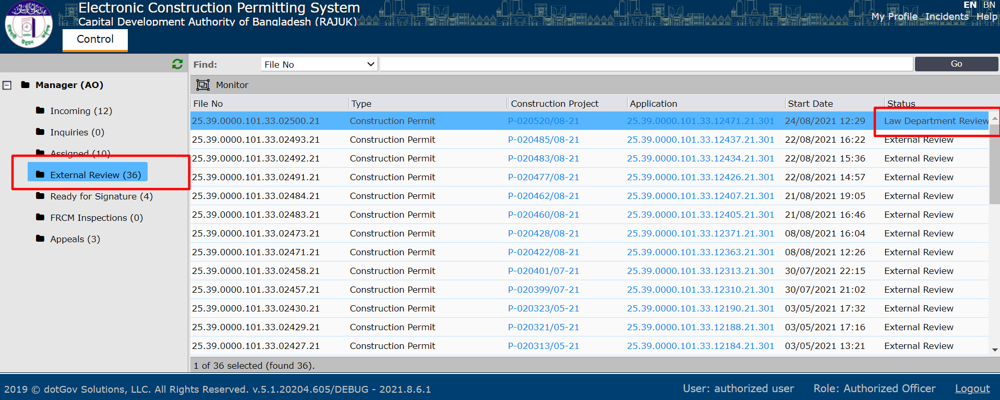 Electronic Construction Permitting System
Capital Development Authority of Bangladesh (RAJUK)
EN BN
My Profile Incidents Help
Control
Find: File No Go
Manager (AO)
Incoming (12)
Inquiries (0)
Assigned (10)
External Review (36)
Ready for Signature (4)
FRCM Inspections (0)
Appeals (3)
Monitor
File No Type Construction Project Application Start Date Status
25.39.0000.101.33.02500.21 Construction Permit P-020520/08-21 25.39.0000.101.33.12471.21.301 24/08/2021 12:29 Law Department Review
25.39.0000.101.33.02493.21 Construction Permit P-020485/08-21 25.39.0000.101.33.12437.21.301 22/08/2021 16:22 External Review
25.39.0000.101.33.02492.21 Construction Permit P-020483/08-21 25.39.0000.101.33.12434.21.301 22/08/2021 15:36 External Review
25.39.0000.101.33.02491.21 Construction Permit P-020477/08-21 25.39.0000.101.33.12426.21.301 22/08/2021 14:57 External Review
25.39.0000.101.33.02484.21 Construction Permit P-020462/08-21 25.39.0000.101.33.12407.21.301 21/08/2021 19:05 External Review
25.39.0000.101.33.02483.21 Construction Permit P-020460/08-21 25.39.0000.101.33.12405.21.301 21/08/2021 16:46 External Review
25.39.0000.101.33.02473.21 Construction Permit P-020428/08-21 25.39.0000.101.33.12371.21.301 08/08/2021 16:04 External Review
25.39.0000.101.33.02471.21 Construction Permit P-020422/08-21 25.39.0000.101.33.12363.21.301 08/08/2021 12:26 External Review
25.39.0000.101.33.02458.21 Construction Permit P-020401/07-21 25.39.0000.101.33.12313.21.301 30/07/2021 22:15 External Review
25.39.0000.101.33.02457.21 Construction Permit P-020399/07-21 25.39.0000.101.33.12310.21.301 30/07/2021 21:02 External Review
25.39.0000.101.33.02430.21 Construction Permit P-020323/05-21 25.39.0000.101.33.12190.21.301 03/05/2021 17:32 External Review
25.39.0000.101.33.02429.21 Construction Permit P-020321/05-21 25.39.0000.101.33.12188.21.301 03/05/2021 17:16 External Review
25.39.0000.101.33.02427.21 Construction Permit P-020313/05-21 25.39.0000.101.33.12184.21.301 03/05/2021 13:21 External Review
1 of 36 selected (found 36).
2019 © dotGov Solutions, LLC. All Rights Reserved. v.5.1.20204.605/DEBUG - 2021.8.6.1
User: authorized user Role: Authorized Officer Logout